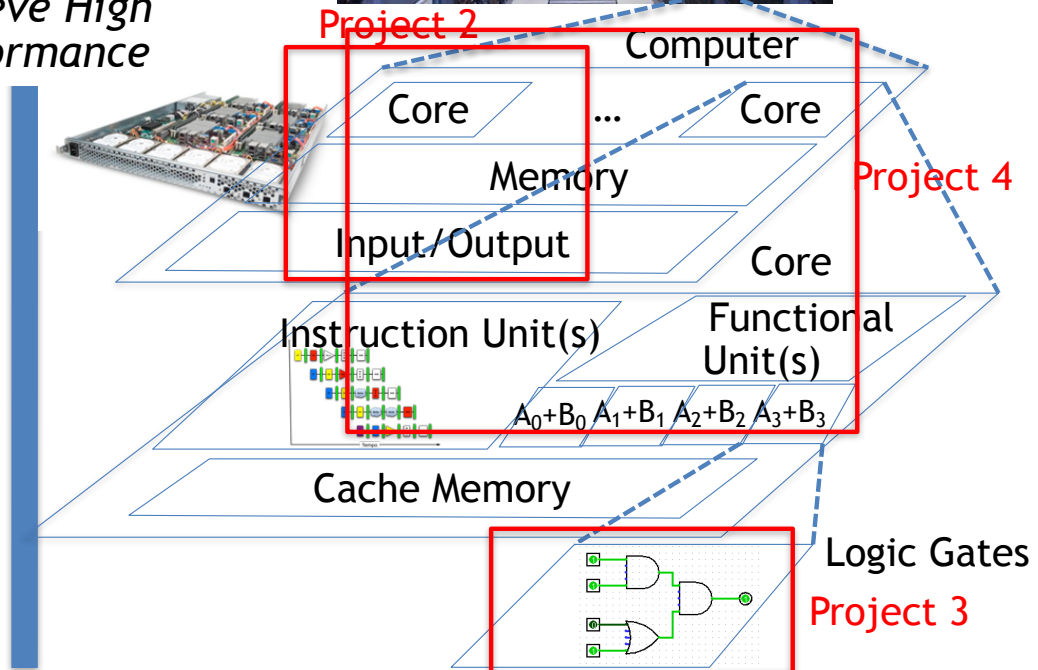 eve High
ormance
Project 2
Computer
Core
...
Core
Memory
Project 4
Input/Output
Core
Instruction Unit(s)
Functional
Unit(s)
A₀+B₀ A₁+B₁ A₂+B₂ A₃+B₃
Cache Memory
Logic Gates
Project 3